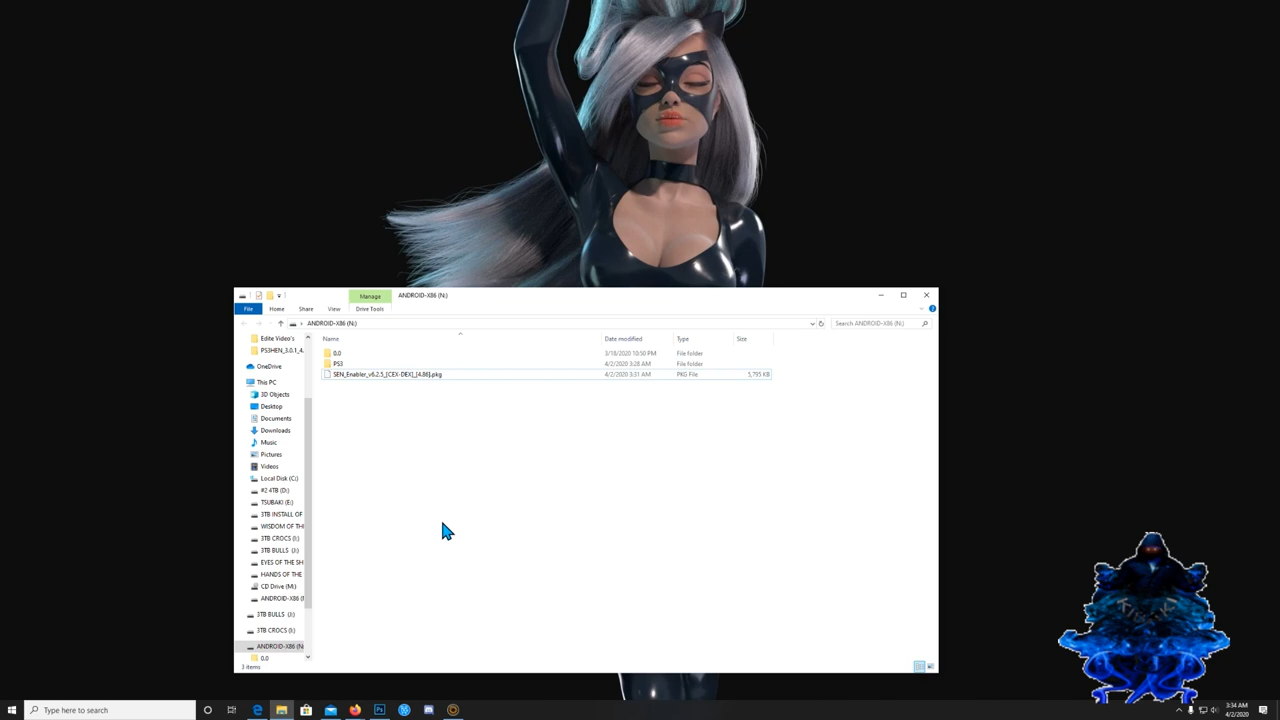 Manage
ANDROID-X86 (N:)
File
Home
Share
View
Drive Tools
ANDROID-X86 (N:)
Search ANDROID-X86 (N:)
Name
Date modified
Type
Size
0.0
3/18/2020 10:50 PM
File folder
PS3
4/2/2020 3:28 AM
File folder
SEN_Enabler_v6.2.5_[CEX-DEX]_[4.86].pkg
4/2/2020 3:31 AM
PKG File
5,795 KB
Edite Video's
PS3HEN_3.0.1_4.
OneDrive
This PC
3D Objects
Desktop
Documents
Downloads
Music
Pictures
Videos
Local Disk (C:)
#2 4TB (D:)
TSUBAKI (E:)
3TB INSTALL OF
WISDOM OF TH
3TB CROCS (I:)
3TB BULLS (J:)
EYES OF THE SH
HANDS OF THE
CD Drive (M:)
ANDROID-X86 (
3TB BULLS (J:)
3TB CROCS (I:)
ANDROID-X86 (N:
0.0
3 items
Type here to search
3:34 AM
4/2/2020